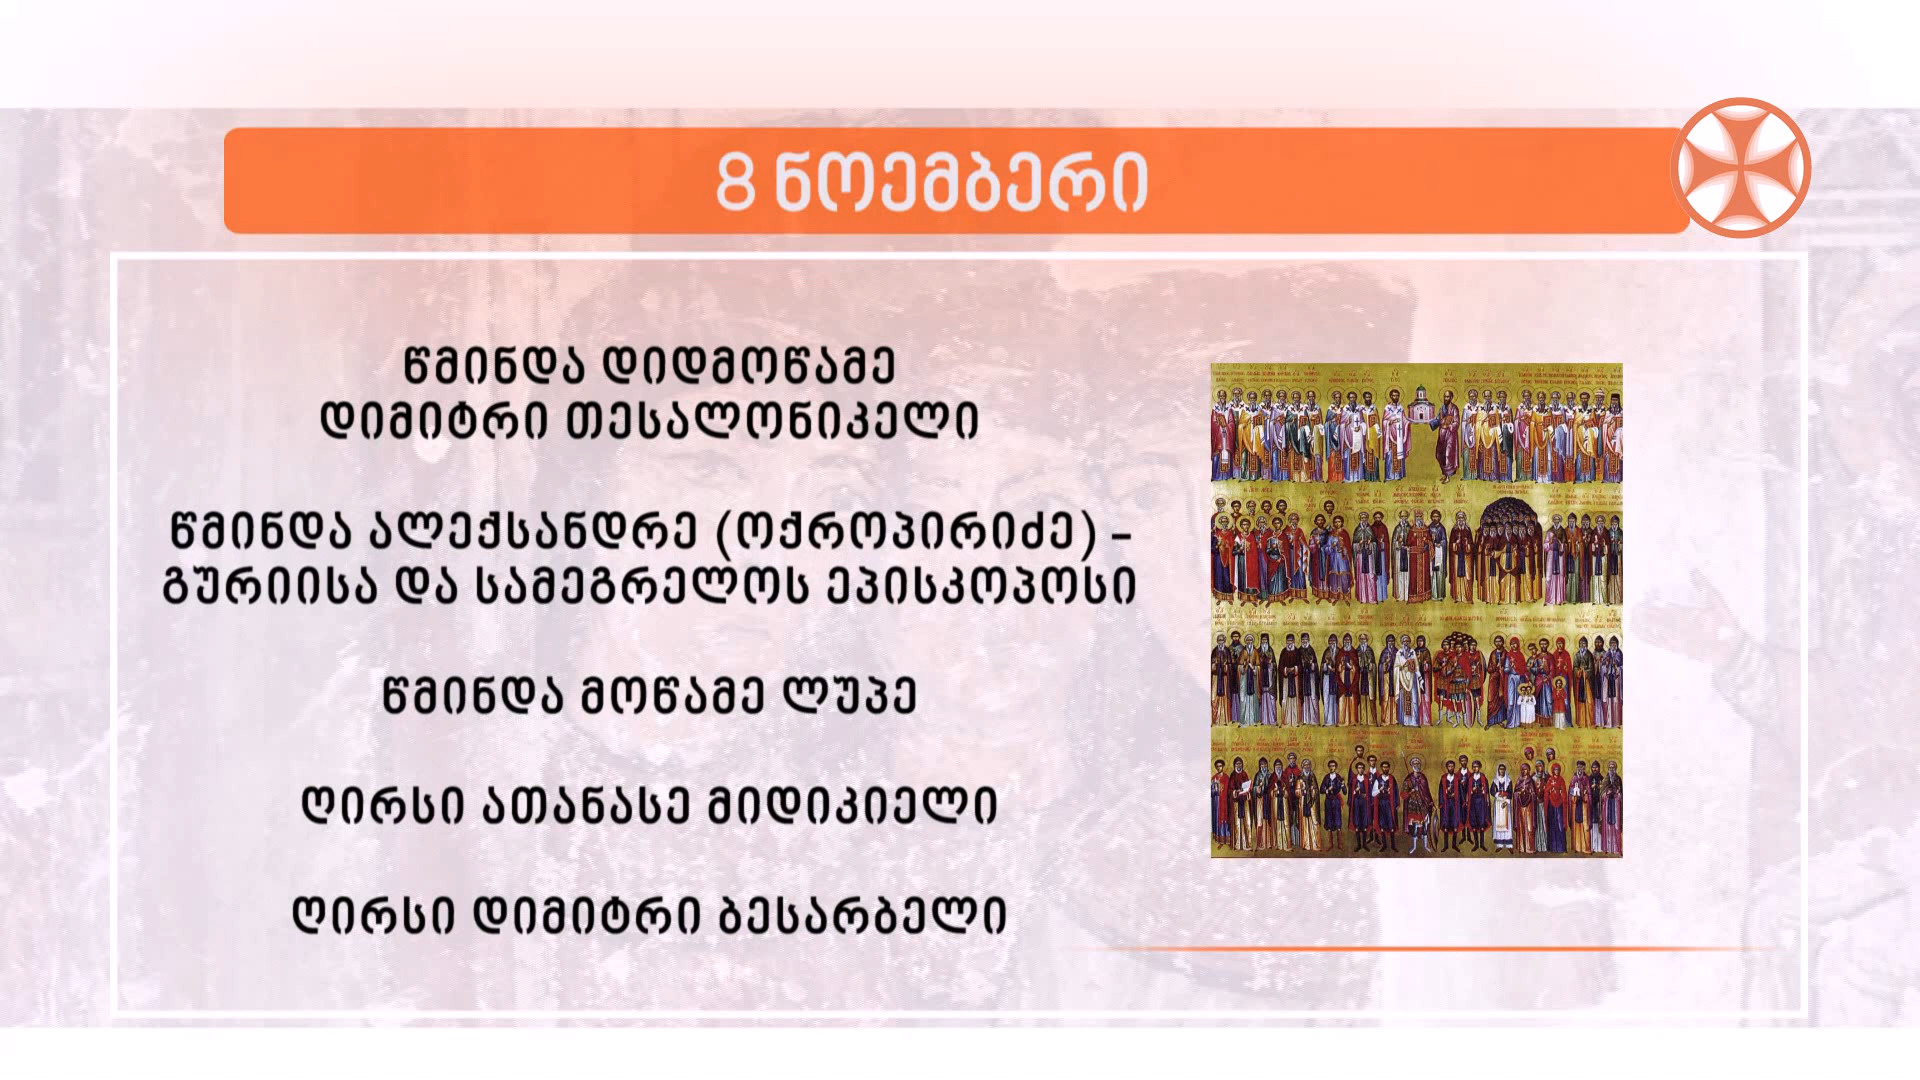 8 ნოემბერი
წმინდა დიდმოწამე
დიმიტრი თესალონიკელი
წმინდა ალექსანდრე (ოქროპირიძე) –
გურიისა და სამეგრელოს ეპისკოპოსი
წმინდა მოწამე ლუპე
ღირსი ათანასე მიდიკიელი
ღირსი დიმიტრი ბესარბელი